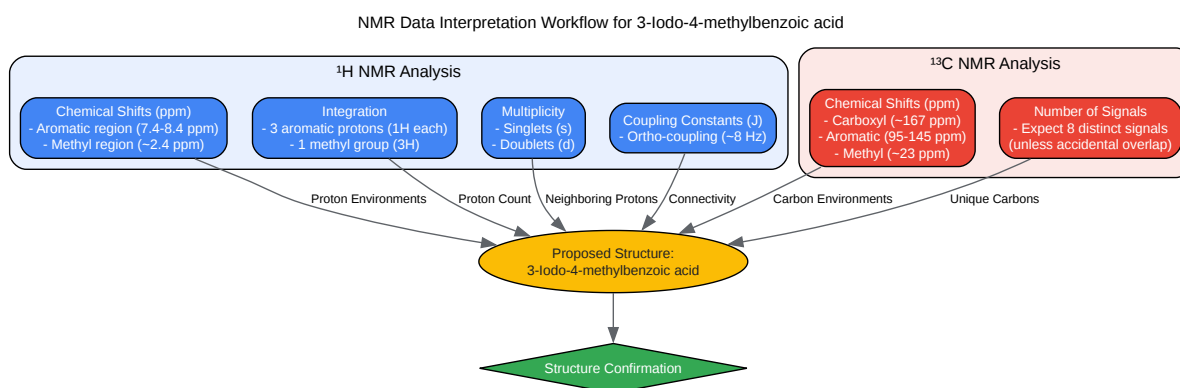 NMR Data Interpretation Workflow for 3-Iodo-4-methylbenzoic acid
¹H NMR Analysis
Chemical Shifts (ppm)
- Aromatic region (7.4-8.4 ppm)
- Methyl region (~2.4 ppm)
Integration
- 3 aromatic protons (1H each)
- 1 methyl group (3H)
Multiplicity
- Singlets (s)
- Doublets (d)
Coupling Constants (J)
- Ortho-coupling (~8 Hz)
¹³C NMR Analysis
Chemical Shifts (ppm)
- Carboxyl (~167 ppm)
- Aromatic (95-145 ppm)
- Methyl (~23 ppm)
Number of Signals
- Expect 8 distinct signals
(unless accidental overlap)
Proton Environments
Proton Count
Neighboring Protons
Connectivity
Carbon Environments
Unique Carbons
Proposed Structure:
3-Iodo-4-methylbenzoic acid
Structure Confirmation